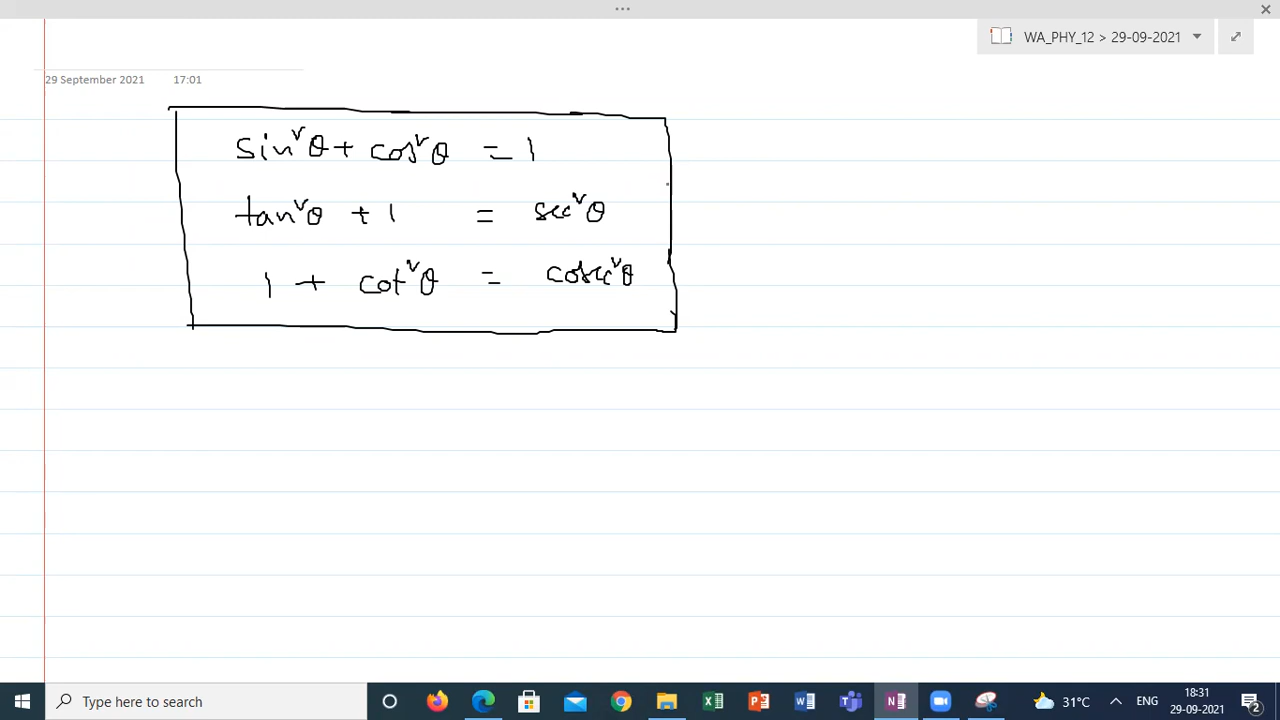 WA_PHY_12 > 29-09-2021
29 September 2021 17:01
sin²θ + cos²θ = 1
tan²θ + 1 = sec²θ
1 + cot²θ = cosec²θ
Type here to search
31°C ENG 18:31
29-09-2021 2